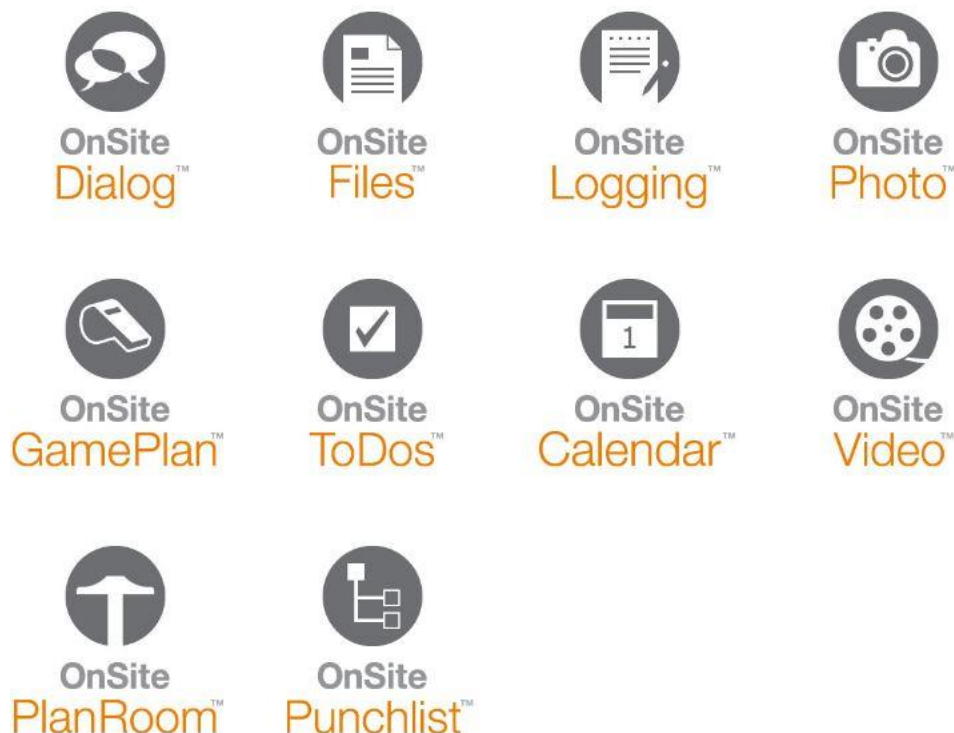 OnSite
Dialog™
OnSite
Files™
OnSite
Logging™
OnSite
Photo™
OnSite
GamePlan™
OnSite
ToDos™
1
OnSite
Calendar™
OnSite
Video™
OnSite
PlanRoom™
OnSite
Punchlist™